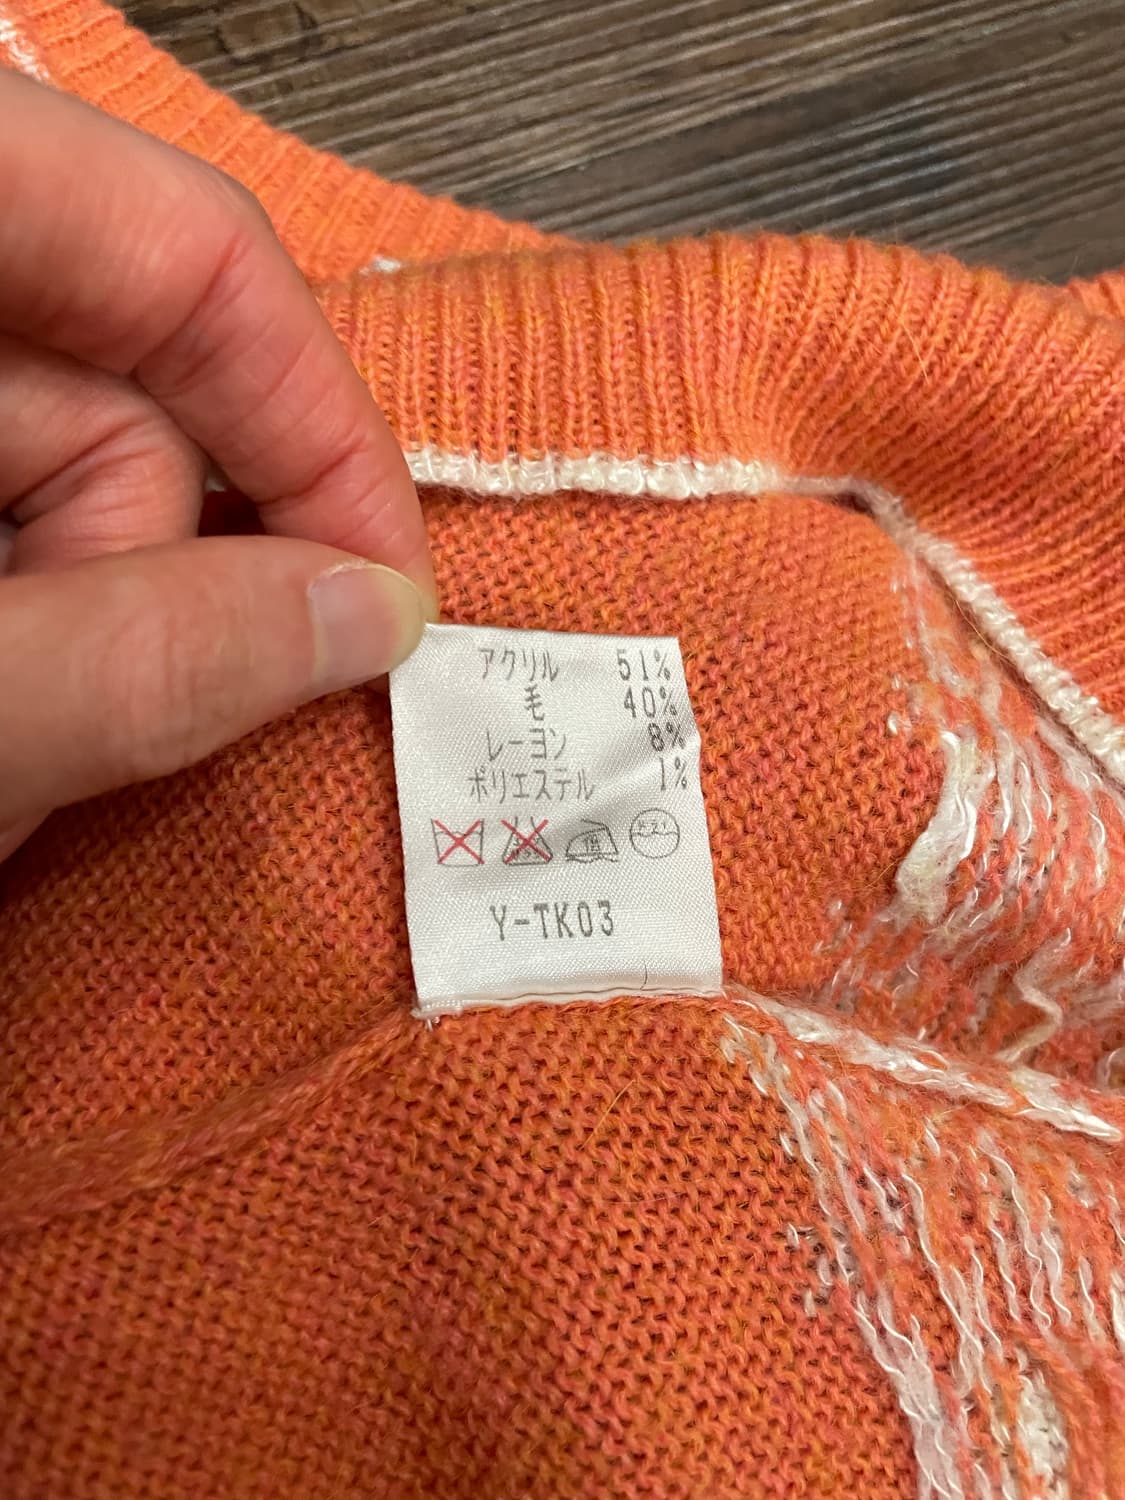 アクリル 51%
毛 40%
レーヨン 8%
ポリエステル 1%
Y-TK03